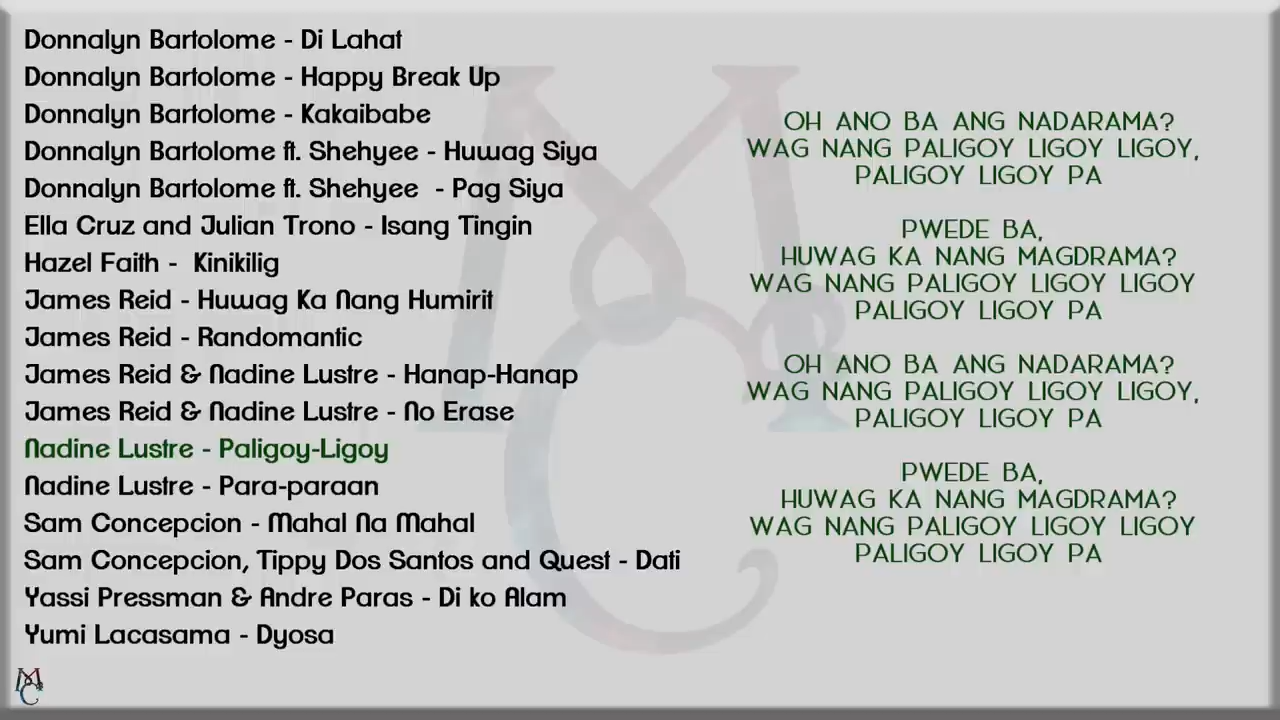 Donnalyn Bartolome - Di Lahat
Donnalyn Bartolome - Happy Break Up
Donnalyn Bartolome - Kakaibabe
Donnalyn Bartolome ft. Shehyee - Huwag Siya
Donnalyn Bartolome ft. Shehyee  - Pag Siya
Ella Cruz and Julian Trono - Isang Tingin
Hazel Faith -  Kinikilig
James Reid - Huwag Ka Nang Humirit
James Reid - Randomantic
James Reid & Nadine Lustre - Hanap-Hanap
James Reid & Nadine Lustre - No Erase
Nadine Lustre - Paligoy-Ligoy
Nadine Lustre - Para-paraan
Sam Concepcion - Mahal Na Mahal
Sam Concepcion, Tippy Dos Santos and Quest - Dati
Yassi Pressman & Andre Paras - Di ko Alam
Yumi Lacasama - Dyosa
OH ANO BA ANG NADARAMA?
WAG NANG PALIGOY LIGOY LIGOY,
PALIGOY LIGOY PA
PWEDE BA,
HUWAG KA NANG MAGDRAMA?
WAG NANG PALIGOY LIGOY LIGOY
PALIGOY LIGOY PA
OH ANO BA ANG NADARAMA?
WAG NANG PALIGOY LIGOY LIGOY,
PALIGOY LIGOY PA
PWEDE BA,
HUWAG KA NANG MAGDRAMA?
WAG NANG PALIGOY LIGOY LIGOY
PALIGOY LIGOY PA